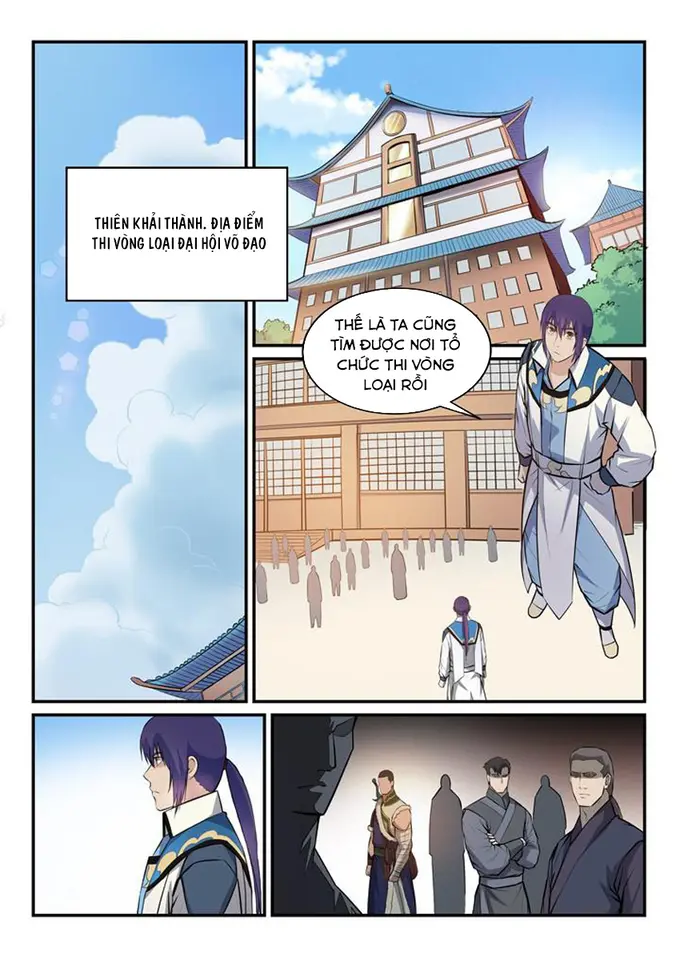 THIÊN KHẢI THÀNH. ĐỊA ĐIỂM
THI VÒNG LOẠI ĐẠI HỘI VÕ ĐẠO
THẾ LÀ TA CŨNG
TÌM ĐƯỢC NƠI TỔ
CHỨC THI VÕNG
LOẠI RỒI